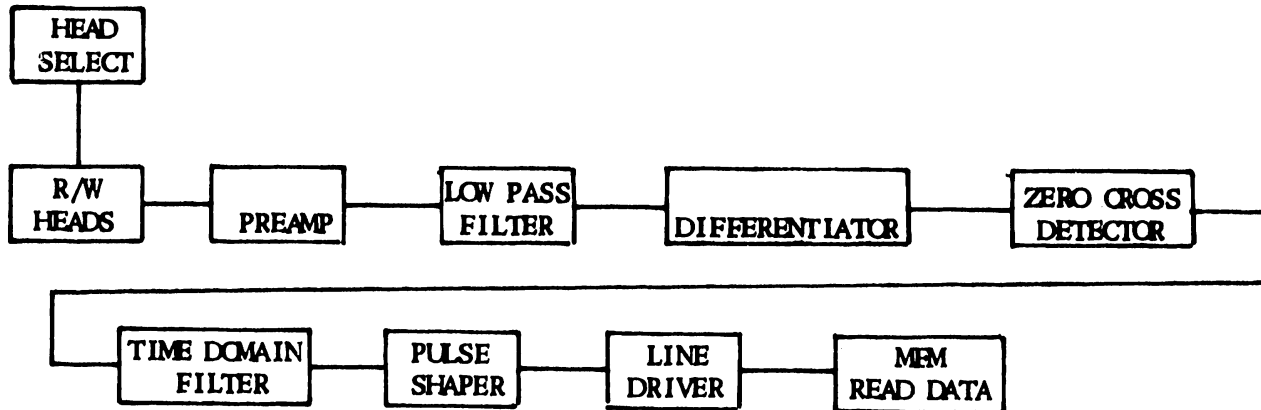 HEAD
SELECT
R/W
HEADS
PREAMP
LOW PASS
FILTER
DIFFERENTIATOR
ZERO CROSS
DETECTOR
TIME DOMAIN
FILTER
PULSE
SHAPER
LINE
DRIVER
MFM
READ DATA